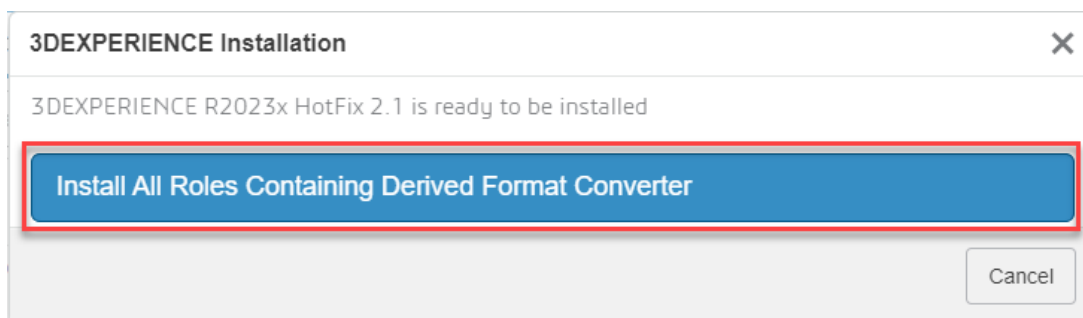 3DEXPERIENCE Installation
3DEXPERIENCE R2023x HotFix 2.1 is ready to be installed
Install All Roles Containing Derived Format Converter
Cancel